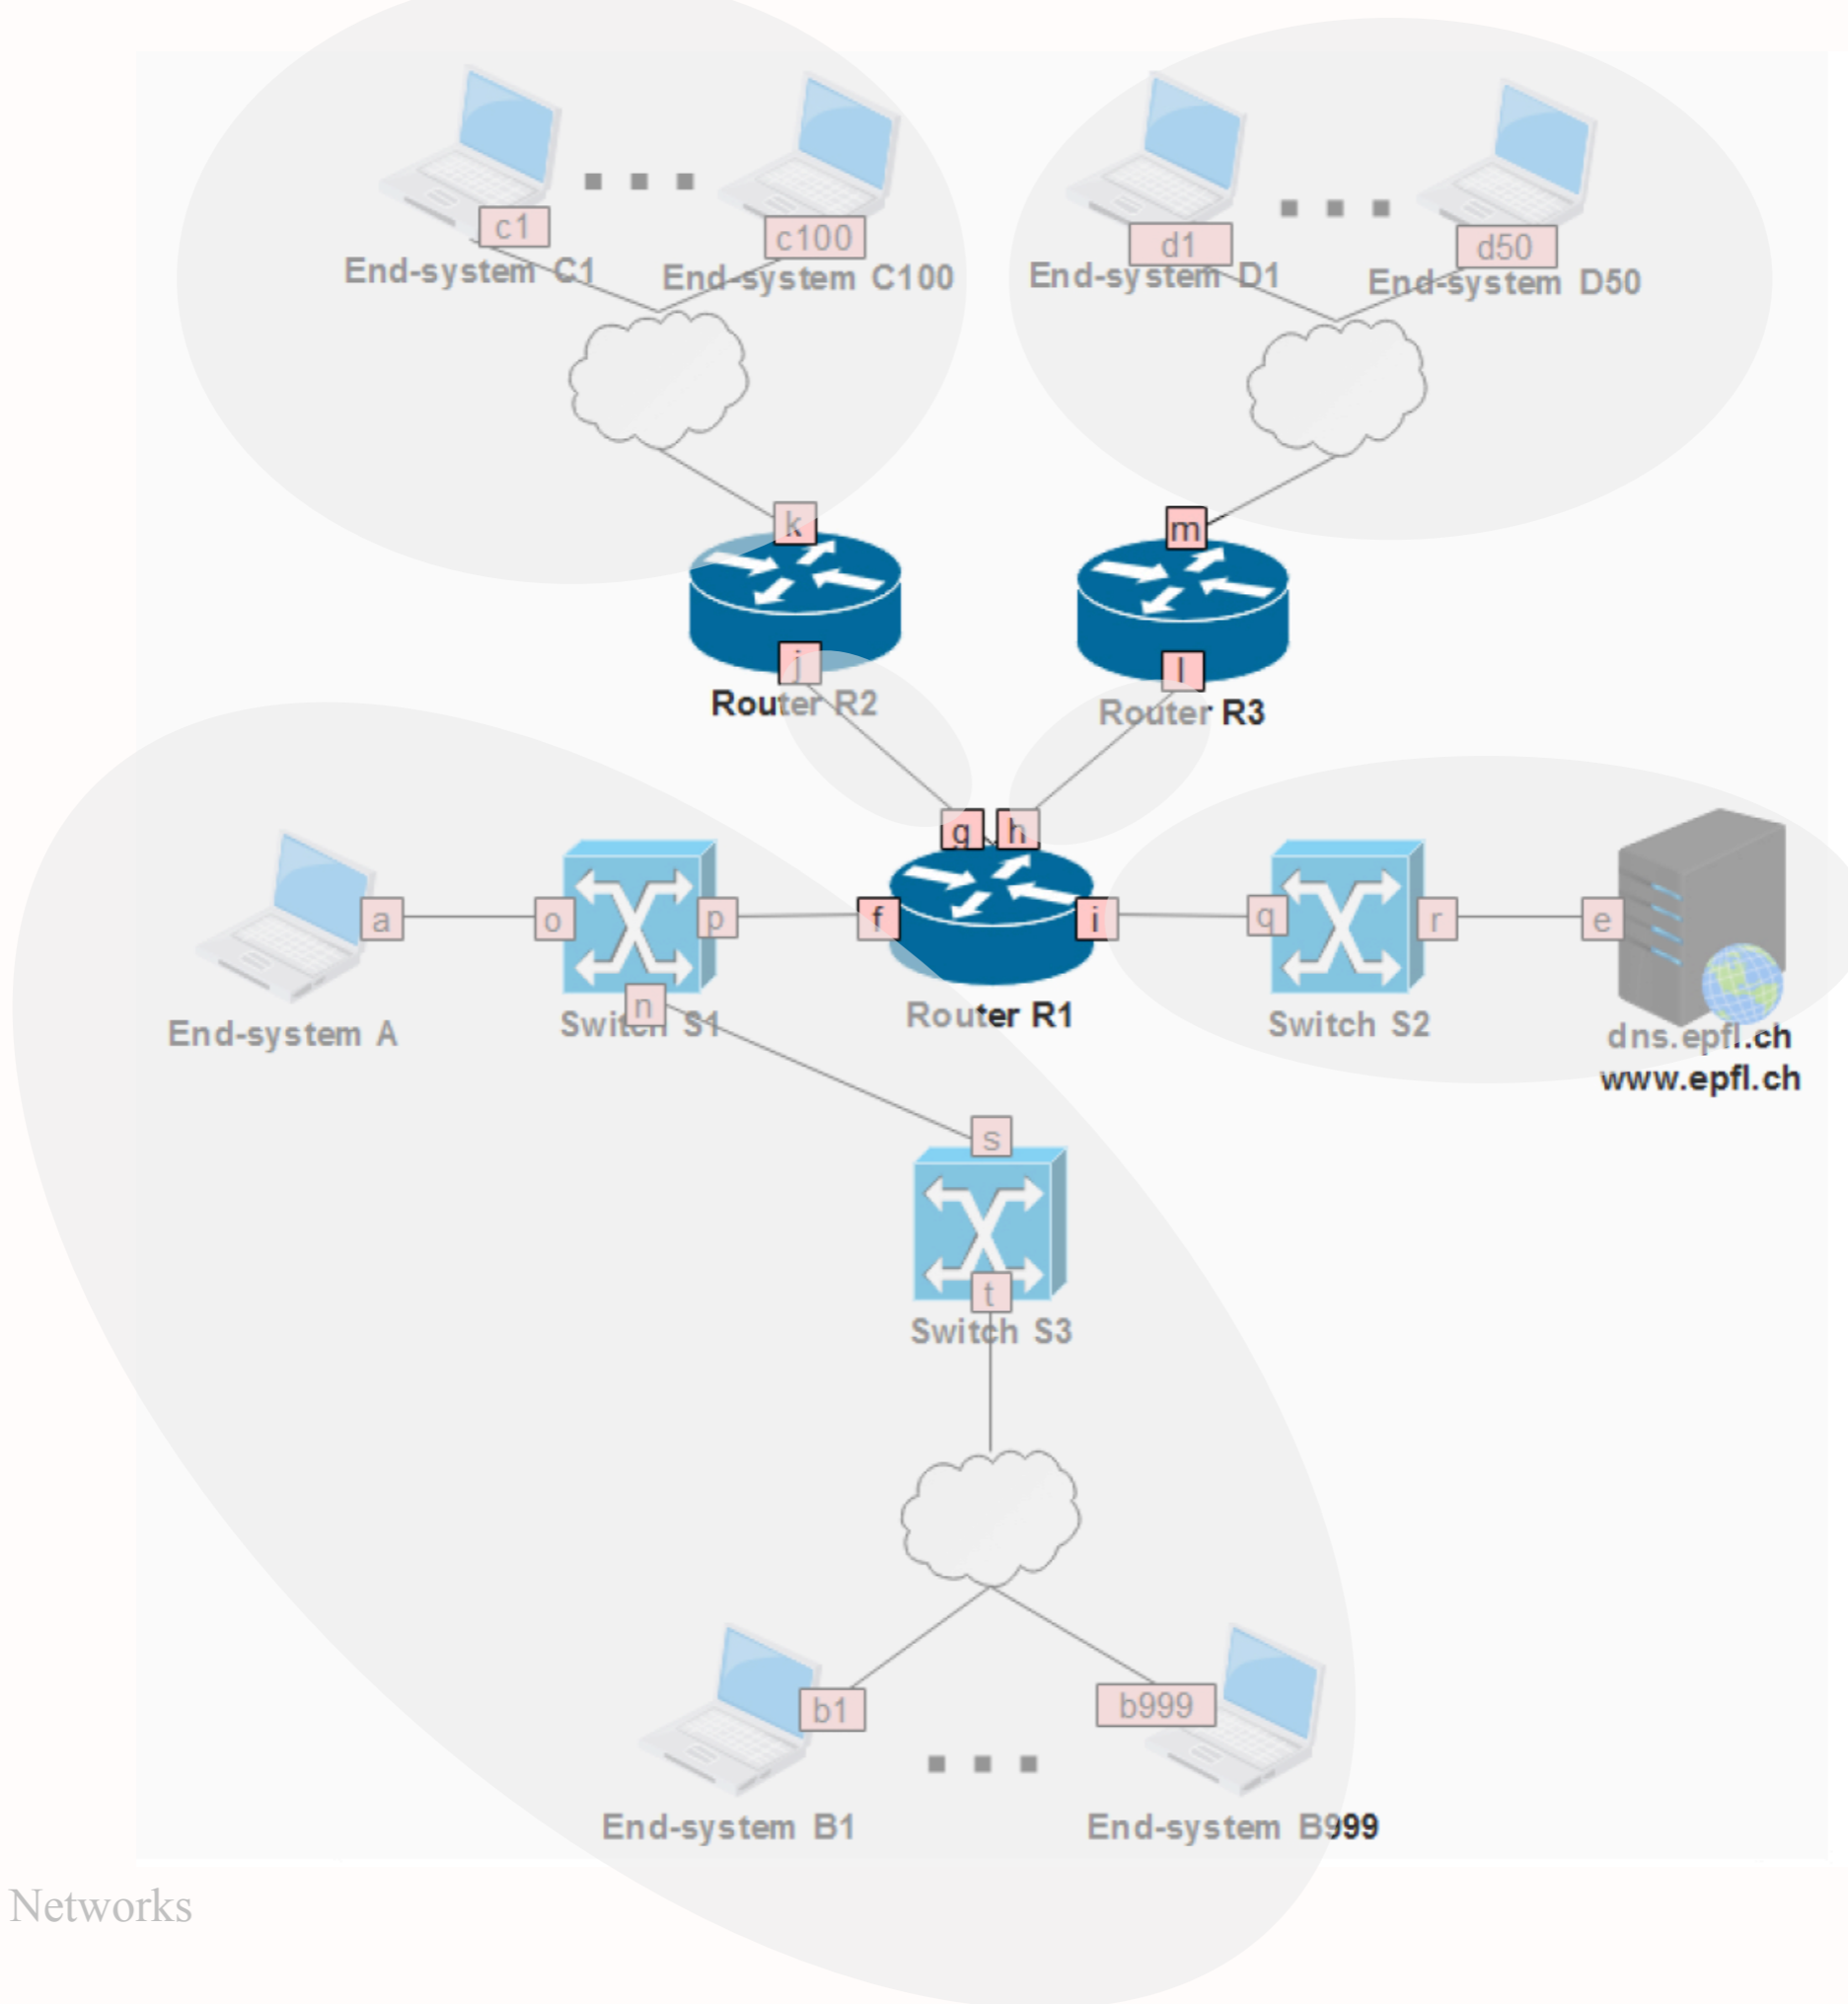 c1
c100
End-system C1
End-system C100
d1
d50
End-system D1
End-system D50
k
m
j
l
Router R2
Router R3
g
h
a
o
p
f
i
q
r
e
n
End-system A
Switch S1
Router R1
Switch S2
dns.epfl.ch
www.epfl.ch
s
t
Switch S3
b1
b999
End-system B1
End-system B999
Networks